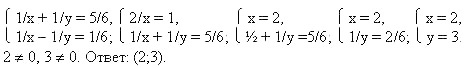 { 1/x + 1/y = 5/6, { 2/x = 1, { x = 2, { x = 2, { x = 2,
{ 1/x − 1/y = 1/6; { 1/x + 1/y = 5/6; { ½ + 1/y =5/6; { 1/y = 2/6; { y = 3.
2 ≠ 0, 3 ≠ 0. Ответ: (2;3).